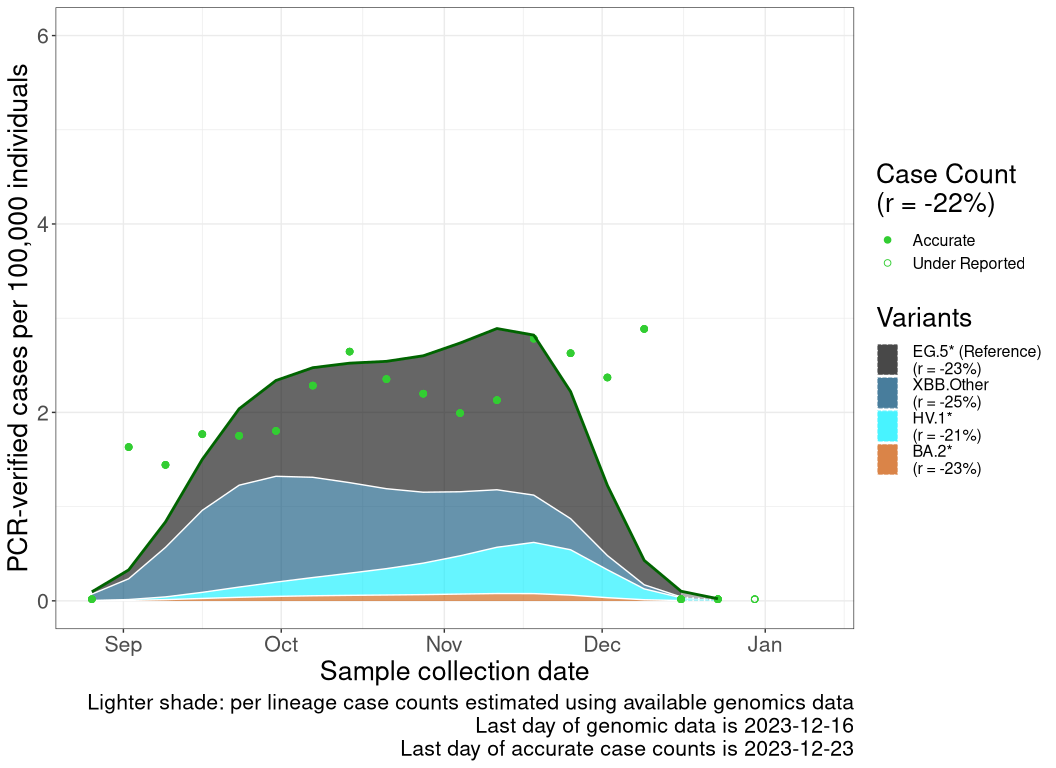 PCR-verified cases per 100,000 individuals
6
4
2
0
Sep
Oct
Nov
Dec
Jan
Sample collection date
Lighter shade: per lineage case counts estimated using available genomics data
Last day of genomic data is 2023-12-16
Last day of accurate case counts is 2023-12-23
Case Count
(r = -22%)
Accurate
Under Reported
Variants
EG.5* (Reference)
(r = -23%)
XBB.Other
(r = -25%)
HV.1*
(r = -21%)
BA.2*
(r = -23%)